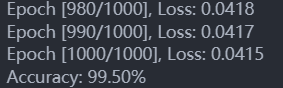 Epoch [980/1000], Loss: 0.0418
Epoch [990/1000], Loss: 0.0417
Epoch [1000/1000], Loss: 0.0415
Accuracy: 99.50%